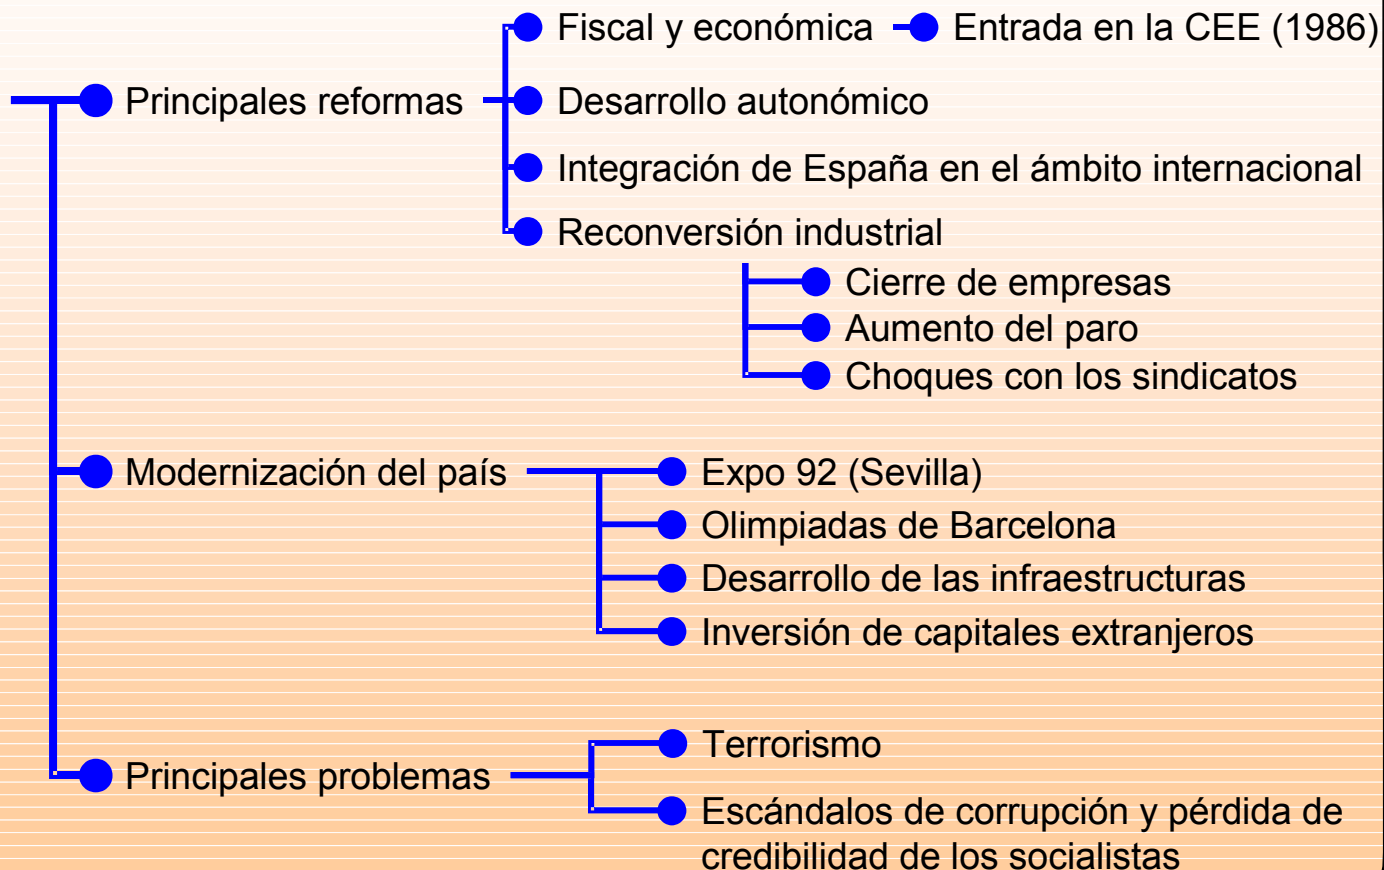 Fiscal y económica
Entrada en la CEE (1986)
Principales reformas
Desarrollo autonómico
Integración de España en el ámbito internacional
Reconversión industrial
Cierre de empresas
Aumento del paro
Choques con los sindicatos
Modernización del país
Expo 92 (Sevilla)
Olimpiadas de Barcelona
Desarrollo de las infraestructuras
Inversión de capitales extranjeros
Principales problemas
Terrorismo
Escándalos de corrupción y pérdida de
credibilidad de los socialistas